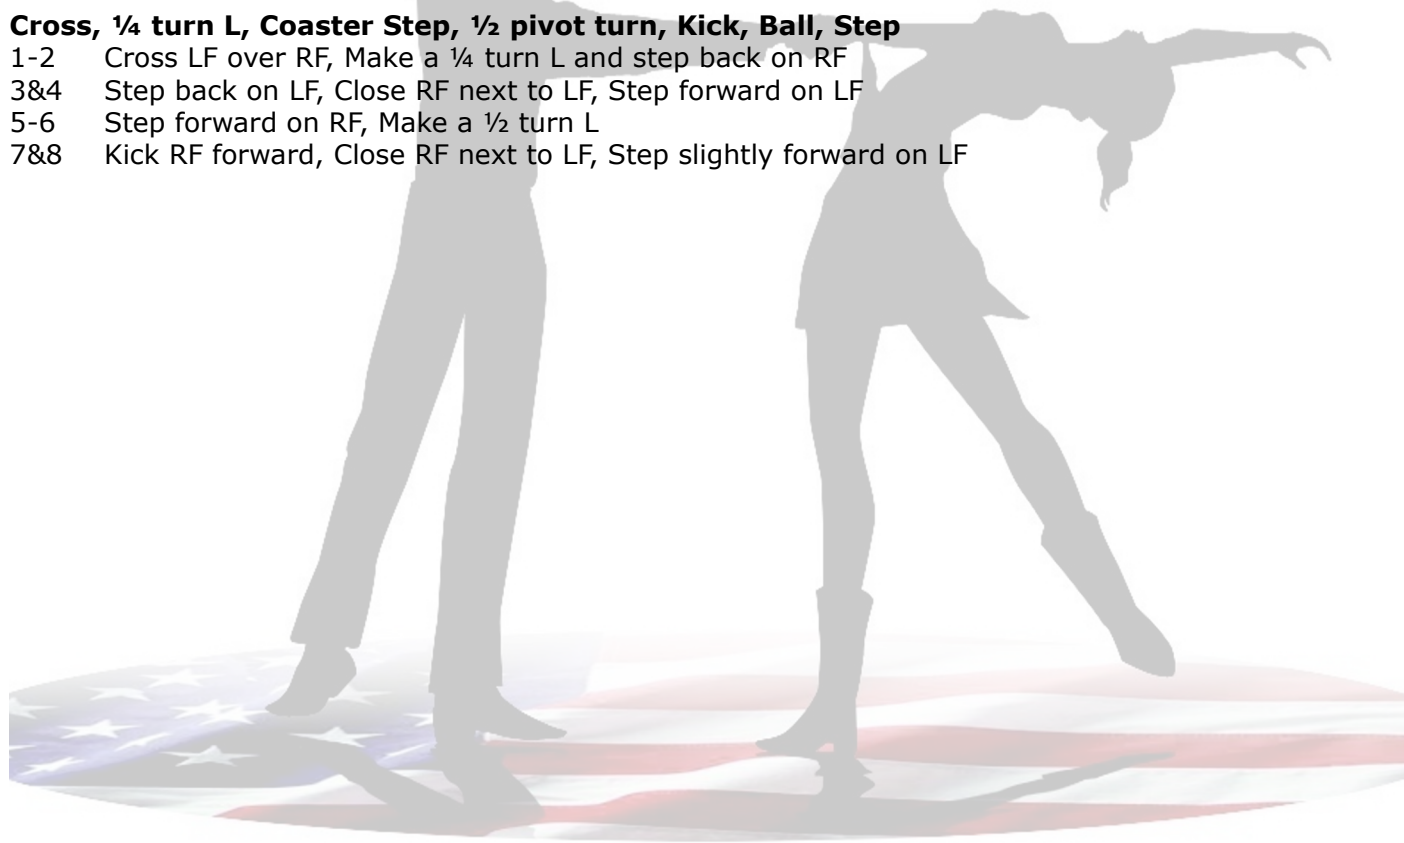 Cross, ¼ turn L, Coaster Step, ½ pivot turn, Kick, Ball, Step
1-2 Cross LF over RF, Make a ¼ turn L and step back on RF
3&4 Step back on LF, Close RF next to LF, Step forward on LF
5-6 Step forward on RF, Make a ½ turn L
7&8 Kick RF forward, Close RF next to LF, Step slightly forward on LF